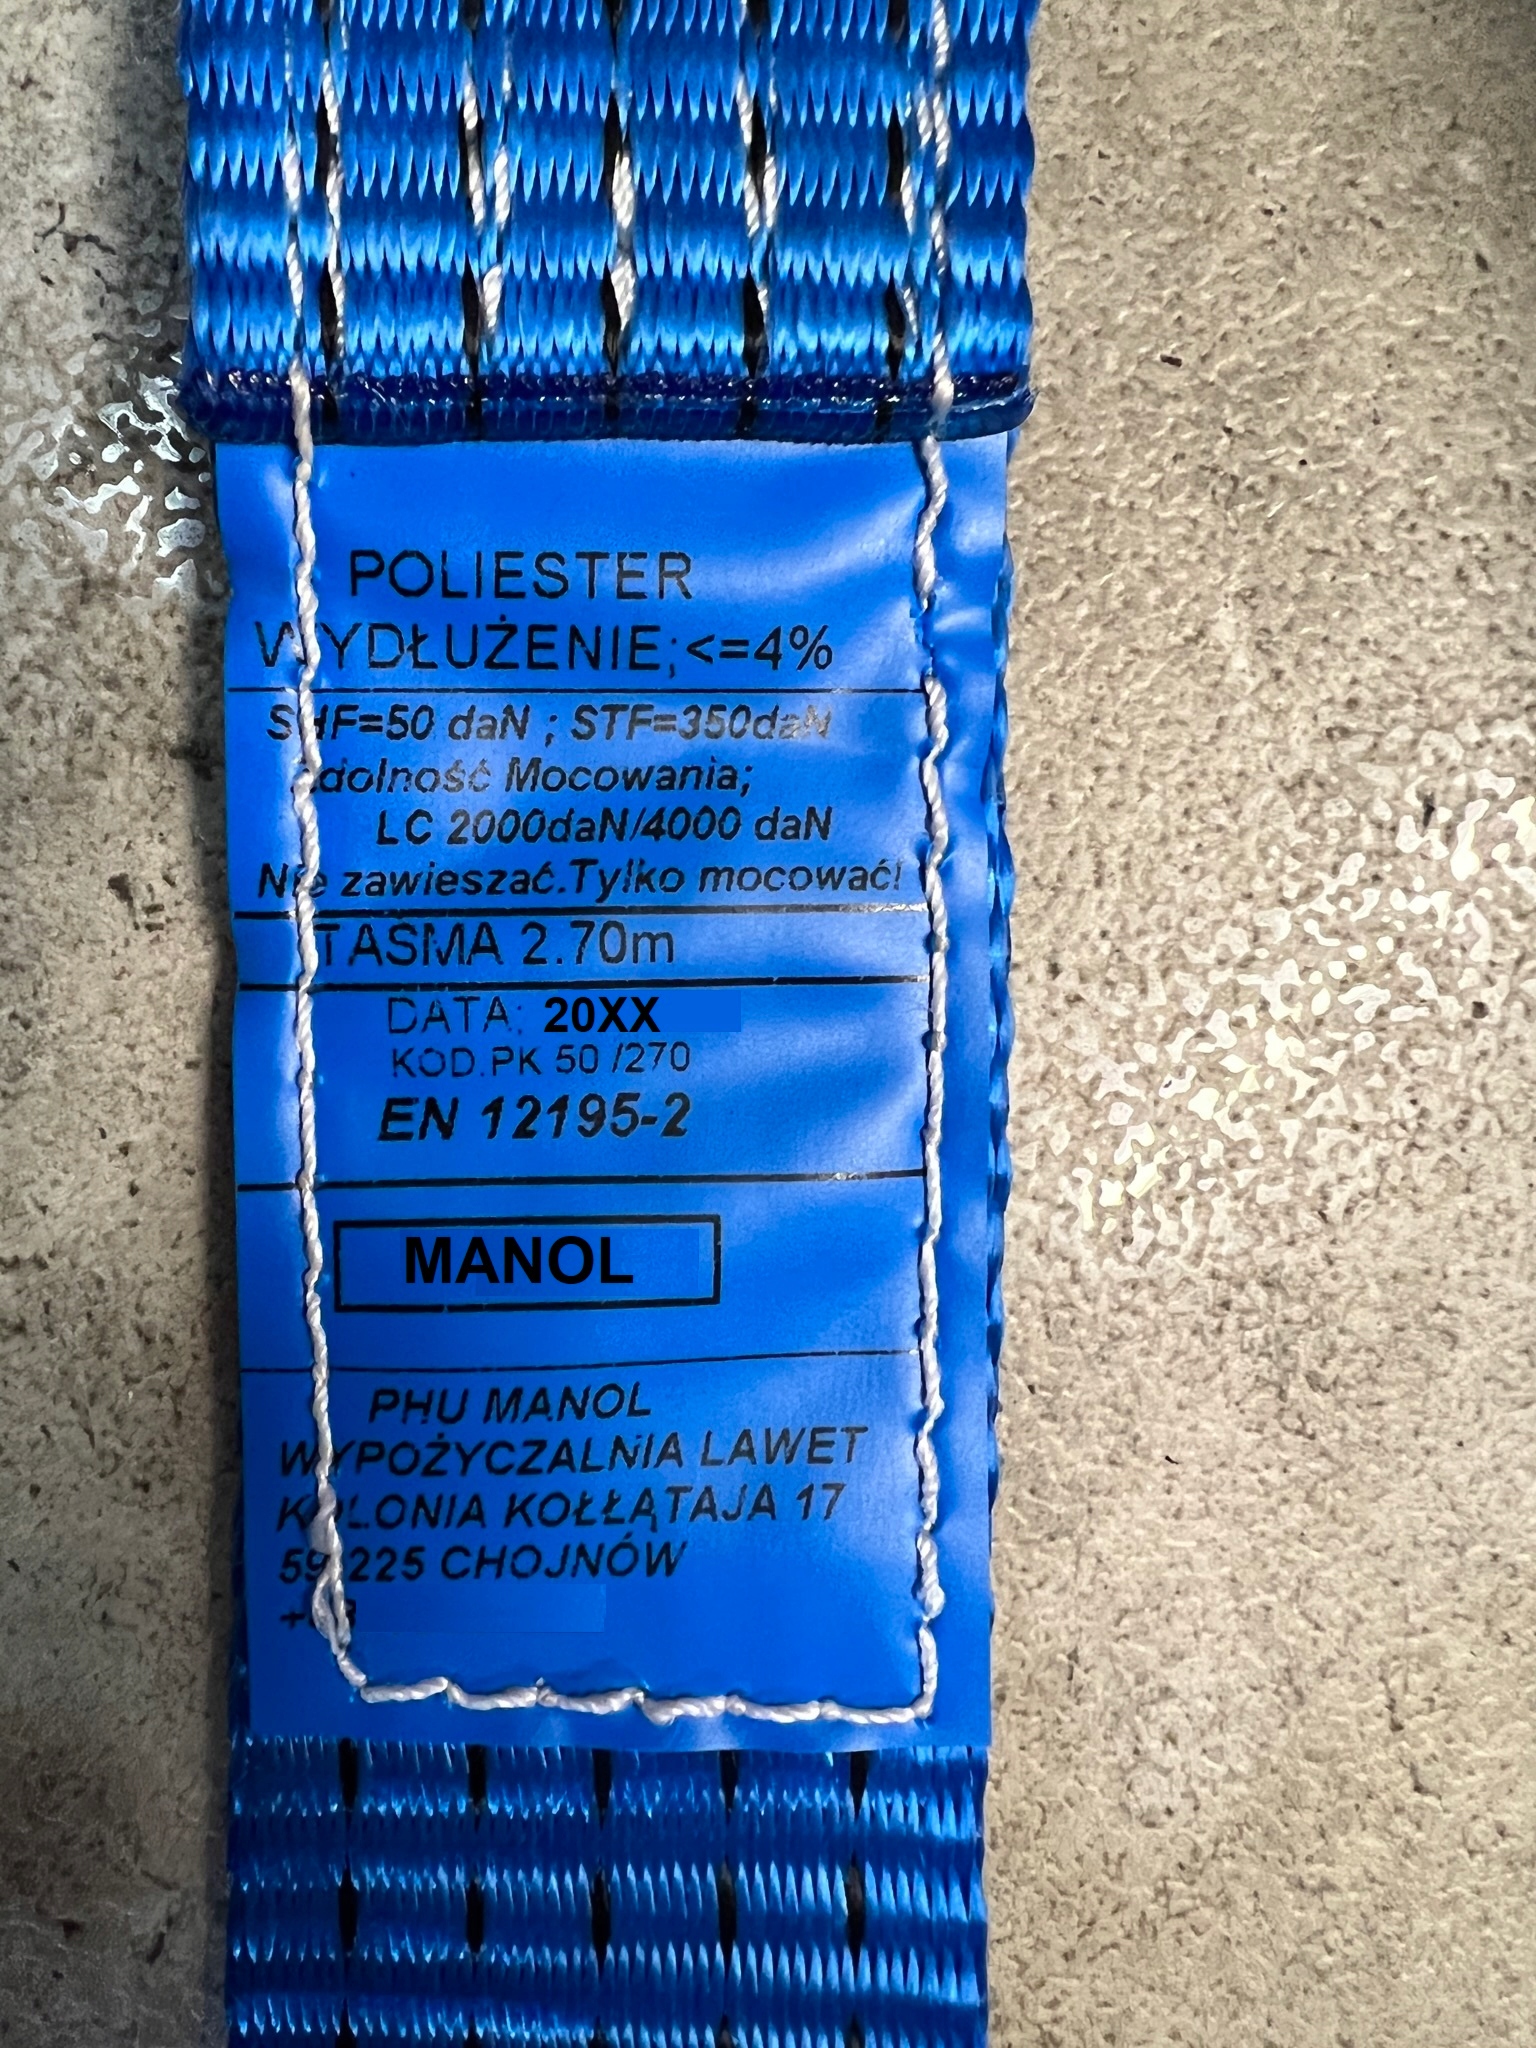 POLIESTER
WYDŁUŻENIE;<=4%
SHF=50 daN ; STF=350daN
Zdolność Mocowania;
LC 2000daN/4000 daN
Nie zawieszać.Tylko mocować!
TASMA 2.70m
DATA: 20XX
KOD.PK 50 /270
EN 12195-2
MANOL
PHU MANOL
WYPOŻYCZALNIA LAWET
KOLONIA KOŁŁĄTAJA 17
59-225 CHOJNÓW
+48